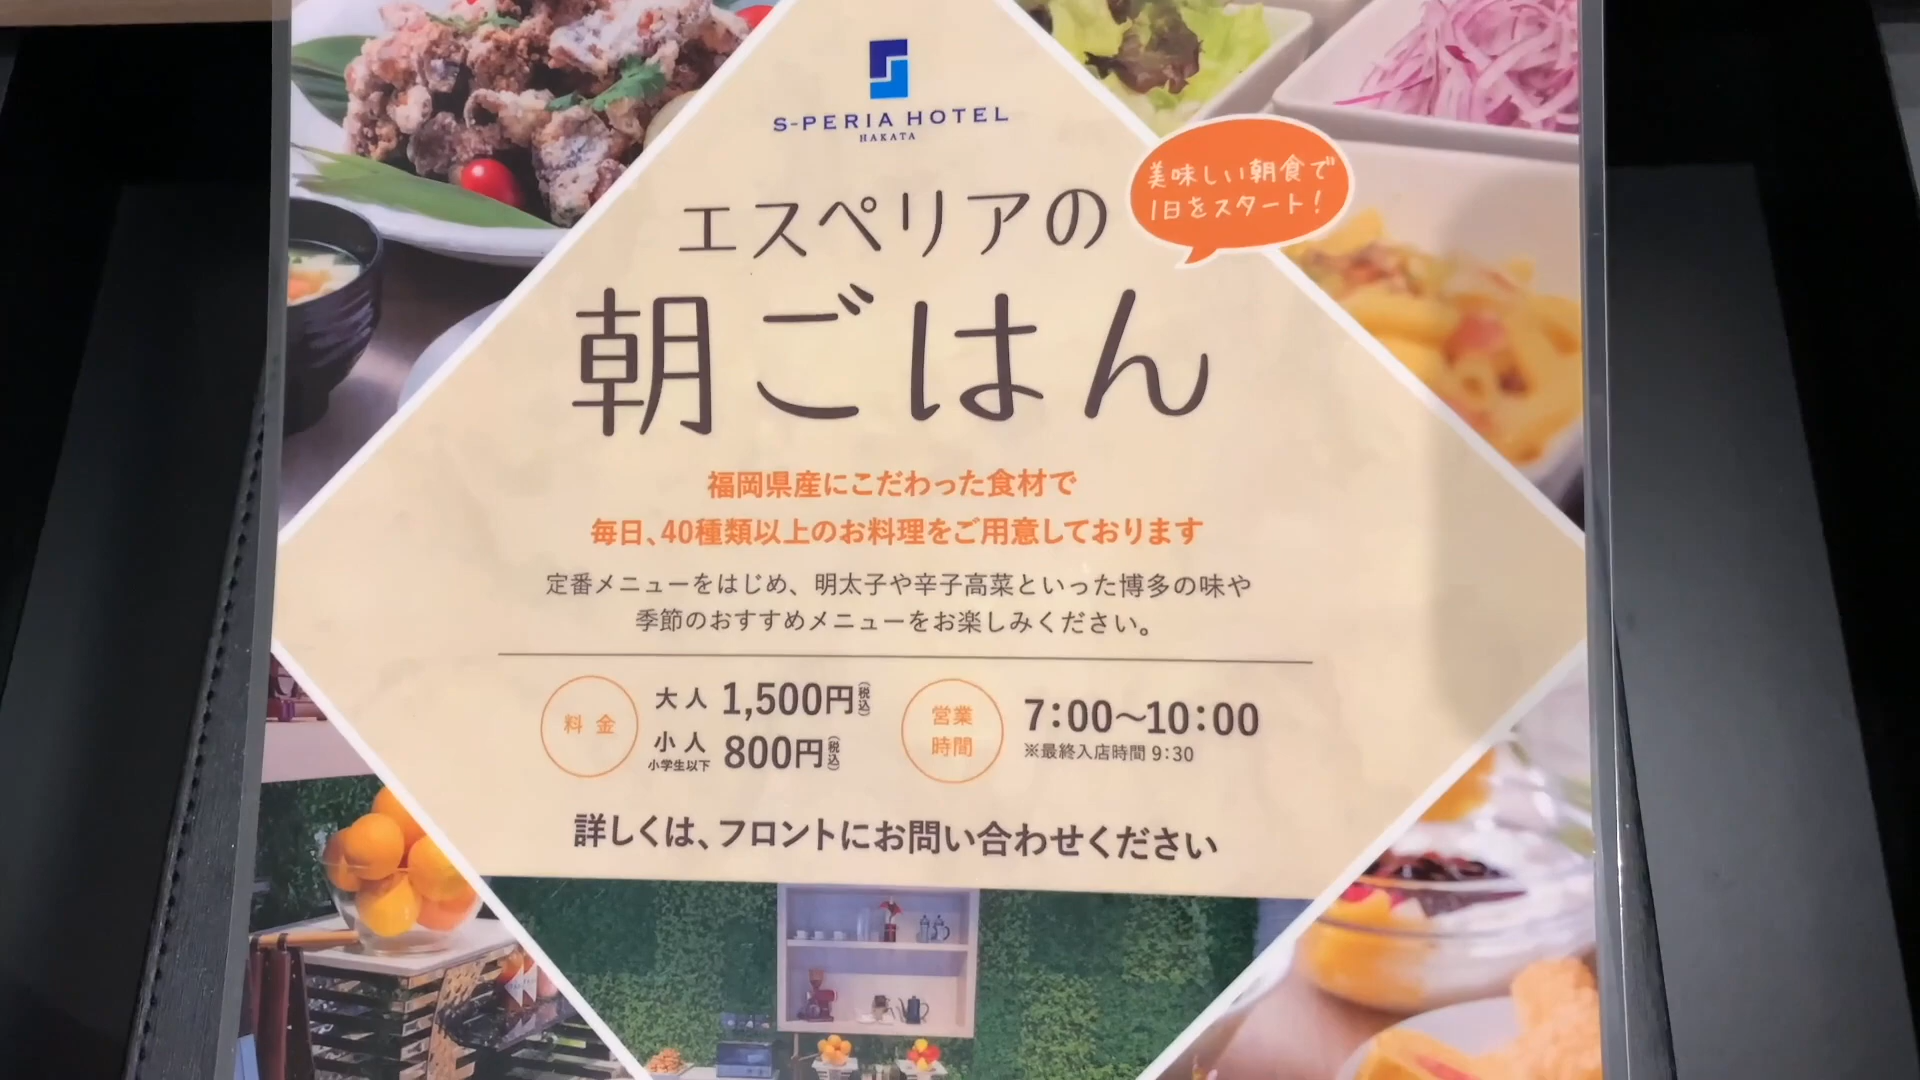 S-PERIA HOTEL
HAKATA
美味しい朝食で
1日をスタート!
エスペリアの
朝ごはん
福岡県産にこだわった食材で
毎日、40種類以上のお料理をご用意しております
定番メニューをはじめ、明太子や辛子高菜といった博多の味や
季節のおすすめメニューをお楽しみください。
料金
大人 1,500円(税込)
小人 800円(税込)
小学生以下
営業
時間
7:00～10:00
※最終入店時間 9:30
詳しくは、フロントにお問い合わせください